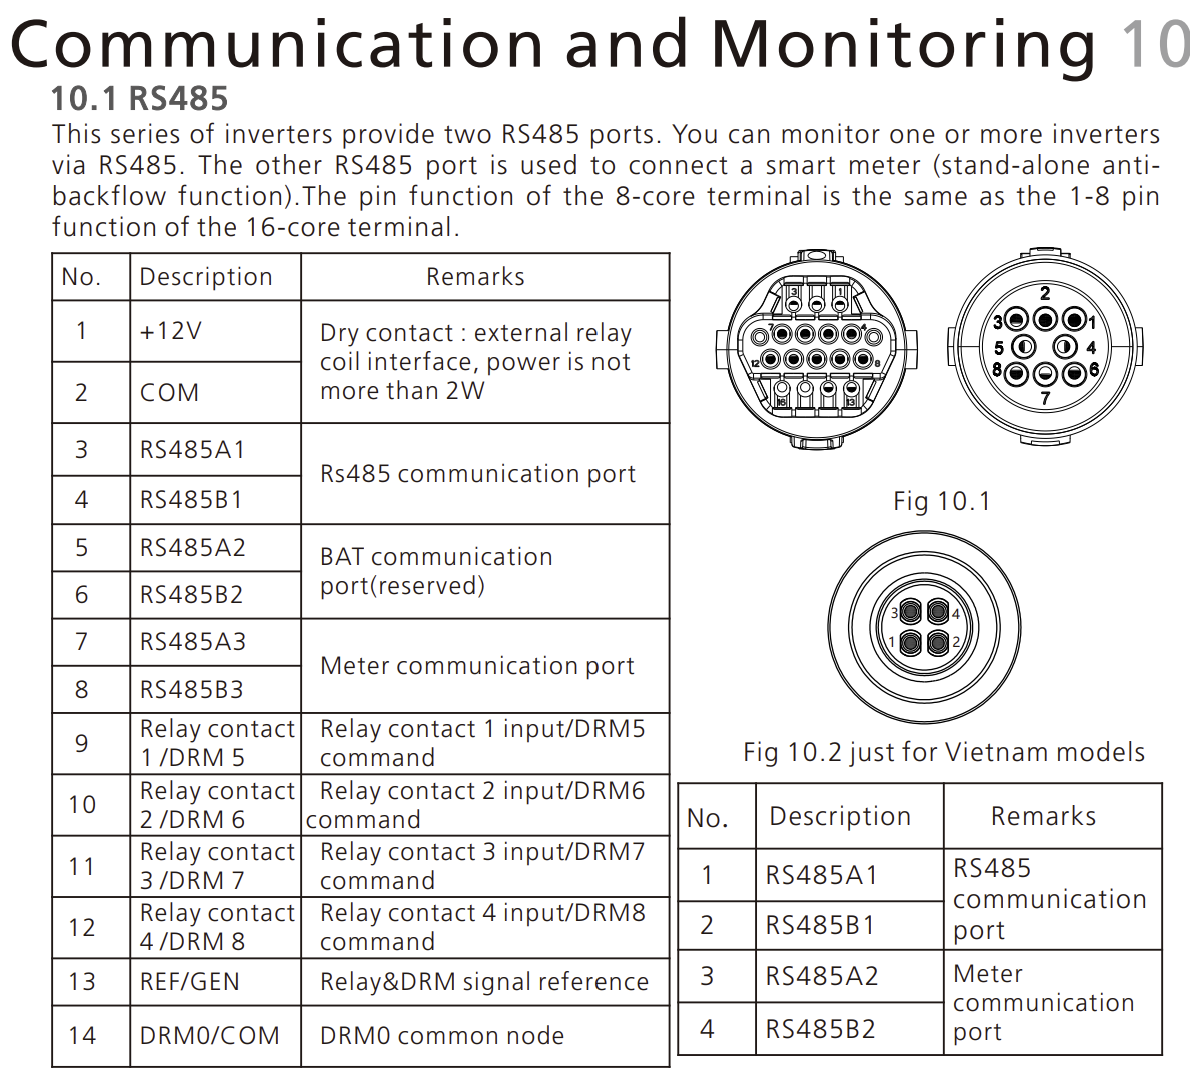 Communication and Monitoring 10
10.1 RS485
This series of inverters provide two RS485 ports. You can monitor one or more inverters
via RS485. The other RS485 port is used to connect a smart meter (stand-alone anti-
backflow function).The pin function of the 8-core terminal is the same as the 1-8 pin
function of the 16-core terminal.
No. Description Remarks
1 +12V
2 COM
Dry contact : external relay
coil interface, power is not
more than 2W
3 RS485A1
4 RS485B1
Rs485 communication port
5 RS485A2
6 RS485B2
BAT communication
port(reserved)
7 RS485A3
8 RS485B3
Meter communication port
9
Relay contact
1 /DRM 5
Relay contact 1 input/DRM5
command
10
Relay contact
2 /DRM 6
Relay contact 2 input/DRM6
command
11
Relay contact
3 /DRM 7
Relay contact 3 input/DRM7
command
12
Relay contact
4 /DRM 8
Relay contact 4 input/DRM8
command
13 REF/GEN Relay&DRM signal reference
14 DRM0/COM DRM0 common node
3 1
7 4
12 8
16 13
2
3 1
5 4
8 6
7
Fig 10.1
3 4
1 2
Fig 10.2 just for Vietnam models
No. Description Remarks
1 RS485A1
2 RS485B1
RS485
communication
port
3 RS485A2
4 RS485B2
Meter
communication
port